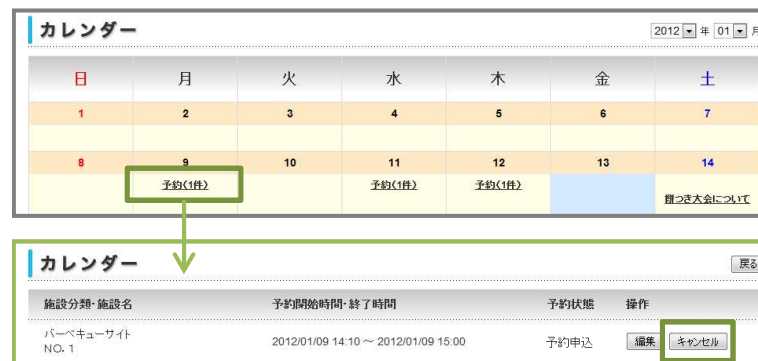 カレンダー
2012 年 01 月
日 月 火 水 木 金 土
1 2 3 4 5 6 7
8 9 10 11 12 13 14
予約(1件) 予約(1件) 予約(1件)
餅つき大会について
カレンダー
戻る
施設分類・施設名 予約開始時間・終了時間 予約状態 操作
バーベキューサイト
NO.1 2012/01/09 14:10 ～ 2012/01/09 15:00 予約申込 編集 キャンセル